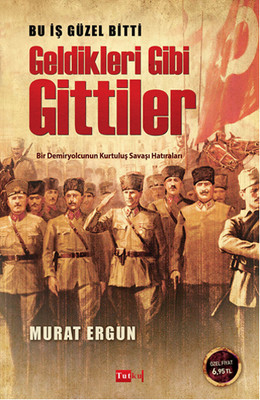 BU İŞ GÜZEL BİTTİ
Geldikleri Gibi
Gittiler
Bir Demiryolcunun Kurtuluş Savaşı Hatıraları
MURAT ERGUN
Tutku
ÖZEL FİYAT
6,95 TL